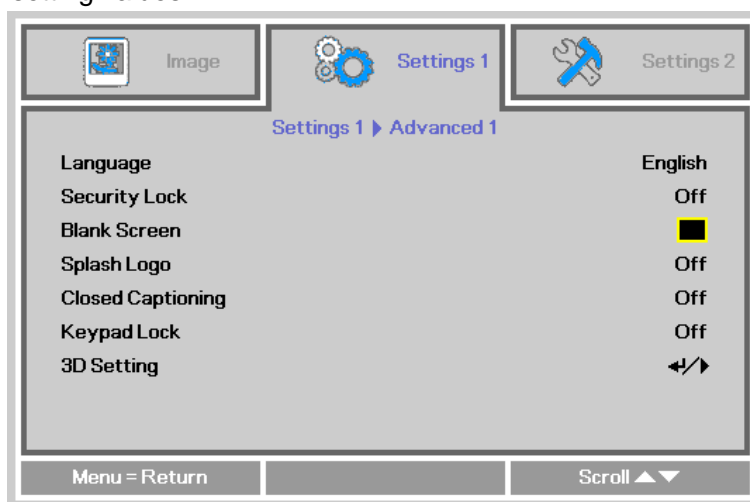 Image Settings 1 Settings 2
Settings 1 ▶ Advanced 1
Language English
Security Lock Off
Blank Screen
Splash Logo Off
Closed Captioning Off
Keypad Lock Off
3D Setting ↵/▶
Menu = Return Scroll ▲▼